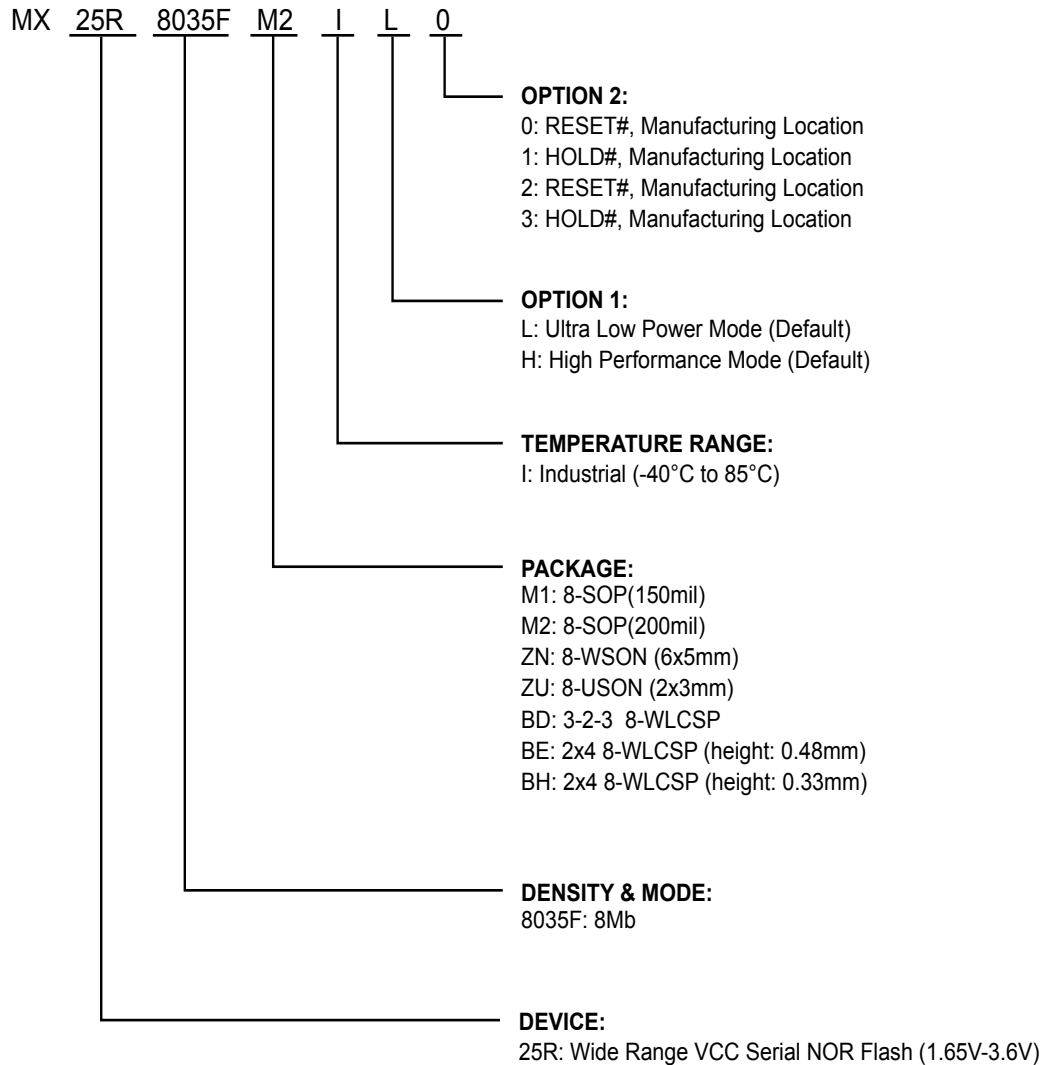 MX 25R 8035F M2 I L 0
OPTION 2:
0: RESET#, Manufacturing Location
1: HOLD#, Manufacturing Location
2: RESET#, Manufacturing Location
3: HOLD#, Manufacturing Location
OPTION 1:
L: Ultra Low Power Mode (Default)
H: High Performance Mode (Default)
TEMPERATURE RANGE:
I: Industrial (-40°C to 85°C)
PACKAGE:
M1: 8-SOP(150mil)
M2: 8-SOP(200mil)
ZN: 8-WSON (6x5mm)
ZU: 8-USON (2x3mm)
BD: 3-2-3 8-WLCSP
BE: 2x4 8-WLCSP (height: 0.48mm)
BH: 2x4 8-WLCSP (height: 0.33mm)
DENSITY & MODE:
8035F: 8Mb
DEVICE:
25R: Wide Range VCC Serial NOR Flash (1.65V-3.6V)